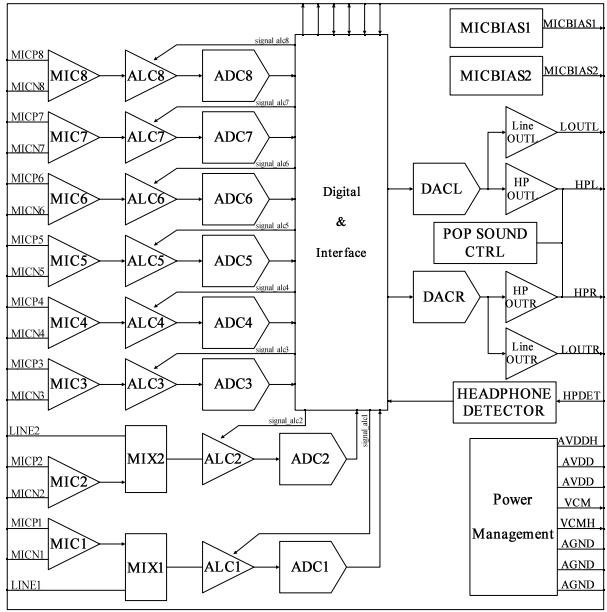 signal_alc8
MICP8
MICN8
MIC8
ALC8
ADC8
signal_alc7
MICP7
MICN7
MIC7
ALC7
ADC7
signal_alc6
MICP6
MICN6
MIC6
ALC6
ADC6
signal_alc5
MICP5
MICN5
MIC5
ALC5
ADC5
signal_alc4
MICP4
MICN4
MIC4
ALC4
ADC4
signal_alc3
MICP3
MICN3
MIC3
ALC3
ADC3
signal_alc2
LINE2
MICP2
MICN2
MIC2
MIX2
ALC2
ADC2
signal_alc1
MICP1
MICN1
LINE1
MIC1
MIX1
ALC1
ADC1
Digital
&
Interface
MICBIAS1
MICBIAS1
MICBIAS2
MICBIAS2
Line
OUTL
LOUTL
DACL
HP
OUTL
HPL
POP SOUND
CTRL
DACR
HP
OUTR
HPR
Line
OUTR
LOUTR
HEADPHONE
DETECTOR
HPDET
Power
Management
AVDDH
AVDD
AVDD
VCM
VCMH
AGND
AGND
AGND